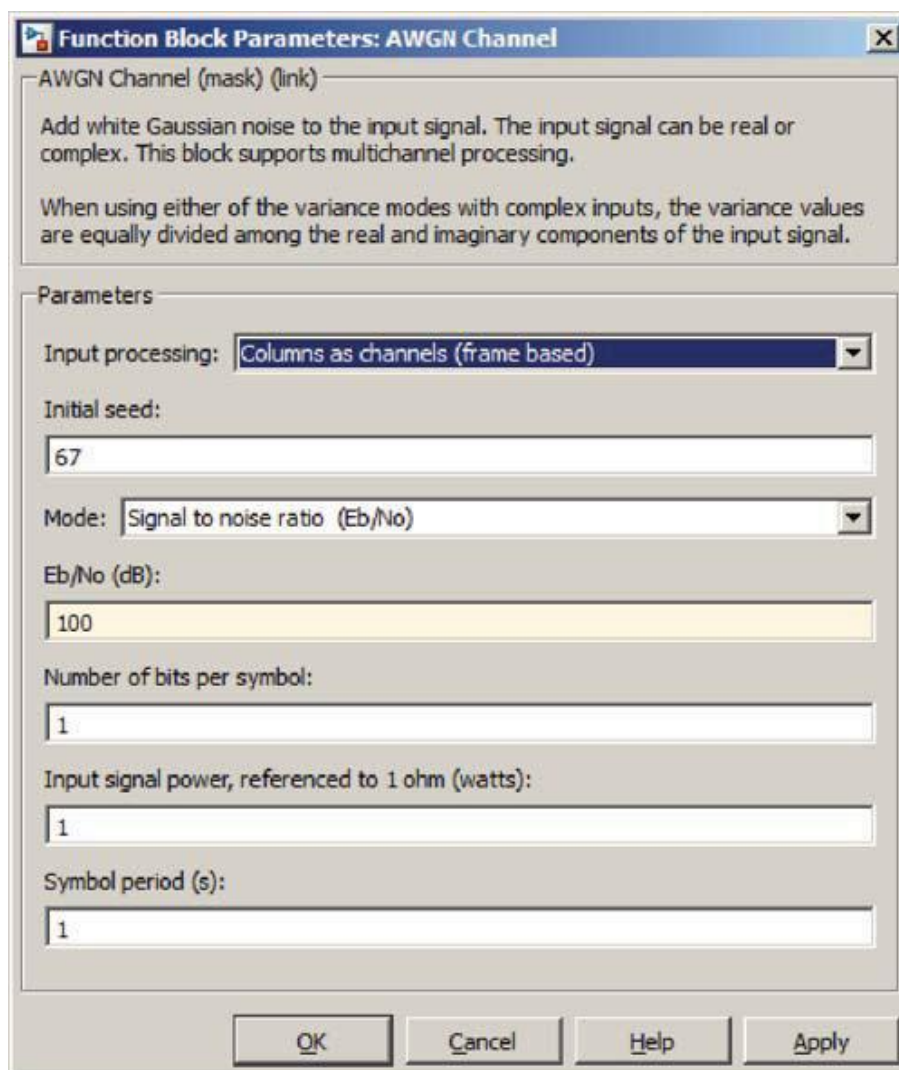 Function Block Parameters: AWGN Channel
AWGN Channel (mask) (link)
Add white Gaussian noise to the input signal. The input signal can be real or
complex. This block supports multichannel processing.
When using either of the variance modes with complex inputs, the variance values
are equally divided among the real and imaginary components of the input signal.
Parameters
Input processing: Columns as channels (frame based)
Initial seed:
67
Mode: Signal to noise ratio (Eb/No)
Eb/No (dB):
100
Number of bits per symbol:
1
Input signal power, referenced to 1 ohm (watts):
1
Symbol period (s):
1
OK Cancel Help Apply